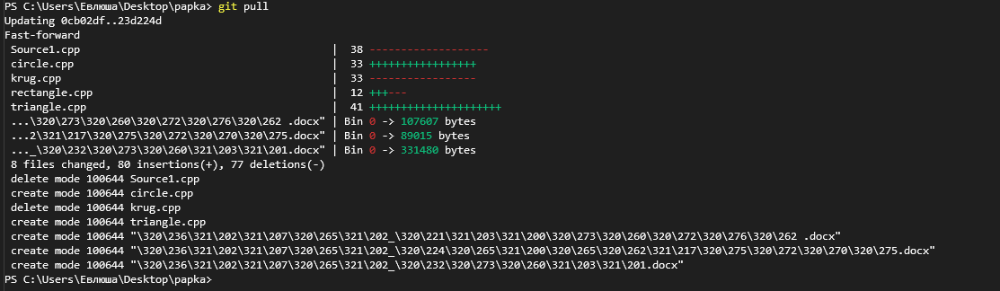 PS C:\Users\Евлюша\Desktop\papka> git pull
Updating 0cb02df..23d224d
Fast-forward
 Source1.cpp | 38 -------------------
 circle.cpp | 33 +++++++++++++++++
 krug.cpp | 33 -----------------
 rectangle.cpp | 12 +++---
 triangle.cpp | 41 +++++++++++++++++++++
 ...\320\273\320\260\320\272\320\276\320\262 .docx" | Bin 0 -> 107607 bytes
 ...2\321\217\320\275\320\272\320\270\320\275.docx" | Bin 0 -> 89015 bytes
 ..._\320\232\320\273\320\260\321\203\321\201.docx" | Bin 0 -> 331480 bytes
 8 files changed, 80 insertions(+), 77 deletions(-)
 delete mode 100644 Source1.cpp
 create mode 100644 circle.cpp
 delete mode 100644 krug.cpp
 create mode 100644 triangle.cpp
 create mode 100644 "\320\236\321\202\321\207\320\265\321\202_\320\221\321\203\321\200\320\273\320\260\320\272\320\276\320\262 .docx"
 create mode 100644 "\320\236\321\202\321\207\320\265\321\202_\320\224\320\265\321\200\320\265\320\262\321\217\320\275\320\272\320\270\320\275.docx"
 create mode 100644 "\320\236\321\202\321\207\320\265\321\202_\320\232\320\273\320\260\321\203\321\201.docx"
PS C:\Users\Евлюша\Desktop\papka>